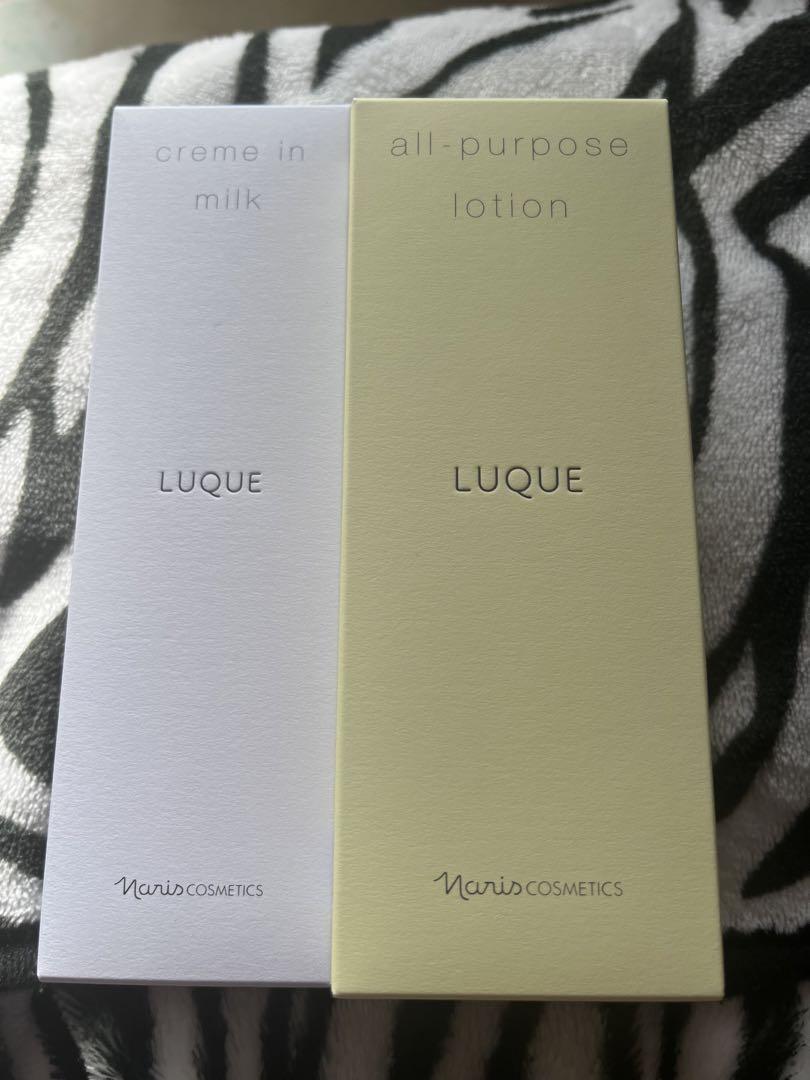 creme in
milk
LUQUE
Naris COSMETICS
all-purpose
lotion
LUQUE
Naris COSMETICS